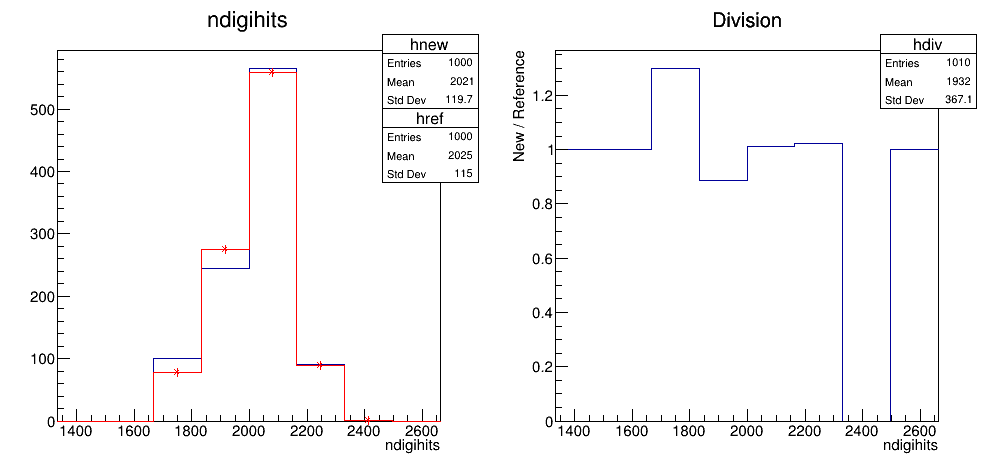 ndigihits
hnew
Entries 1000
Mean 2021
Std Dev 119.7
href
Entries 1000
Mean 2025
Std Dev 115
500
400
300
200
100
0
1400 1600 1800 2000 2200 2400 2600
ndigihits
Division
hdiv
Entries 1010
Mean 1932
Std Dev 367.1
New / Reference
1.2
1
0.8
0.6
0.4
0.2
0
1400 1600 1800 2000 2200 2400 2600
ndigihits